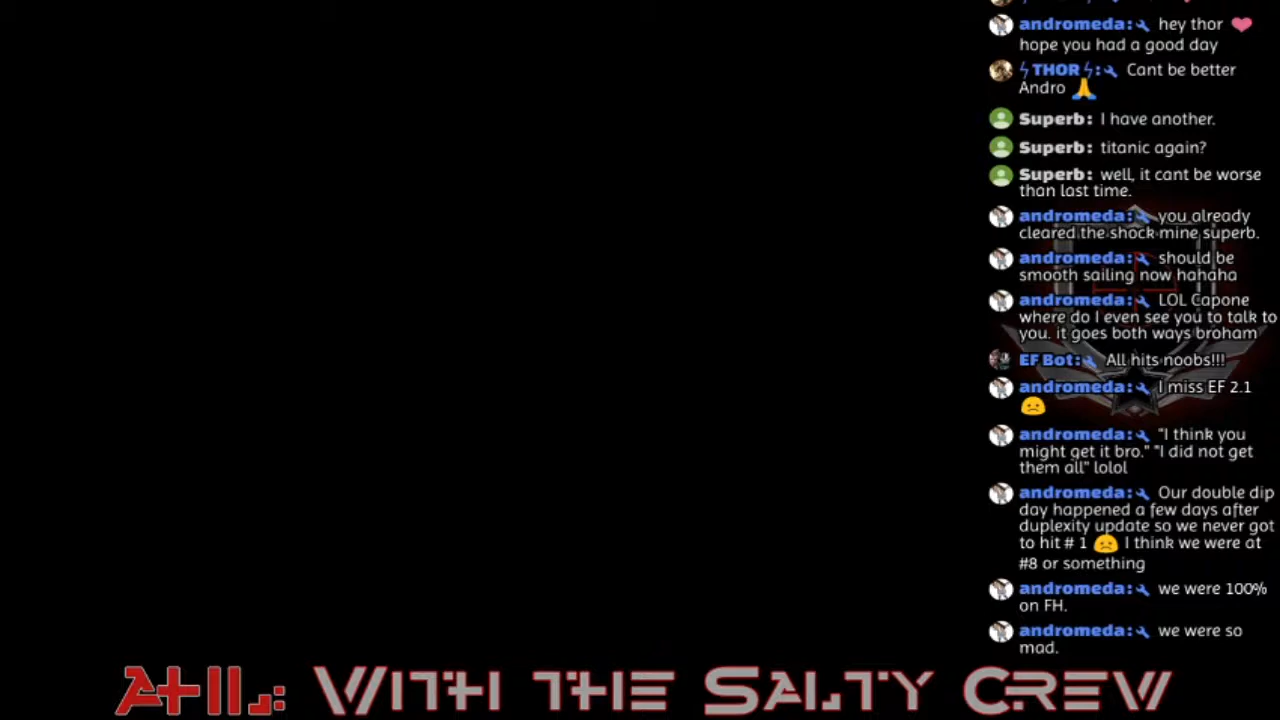 andromeda: hey thor ❤
hope you had a good day
⚡THOR⚡: Cant be better
Andro 🙏
Superb: I have another.
Superb: titanic again?
Superb: well, it cant be worse
than last time.
andromeda: you already
cleared the shock mine superb.
andromeda: should be
smooth sailing now hahaha
andromeda: LOL Capone
where do I even see you to talk to
you. it goes both ways broham
EF Bot: All hits noobs!!!
andromeda: I miss EF 2.1
🙁
andromeda: "I think you
might get it bro." "I did not get
them all" lolol
andromeda: Our double dip
day happened a few days after
duplexity update so we never got
to hit # 1 🙁 I think we were at
#8 or something
andromeda: we were 100%
on FH.
andromeda: we were so
mad.
With the Salty Crew